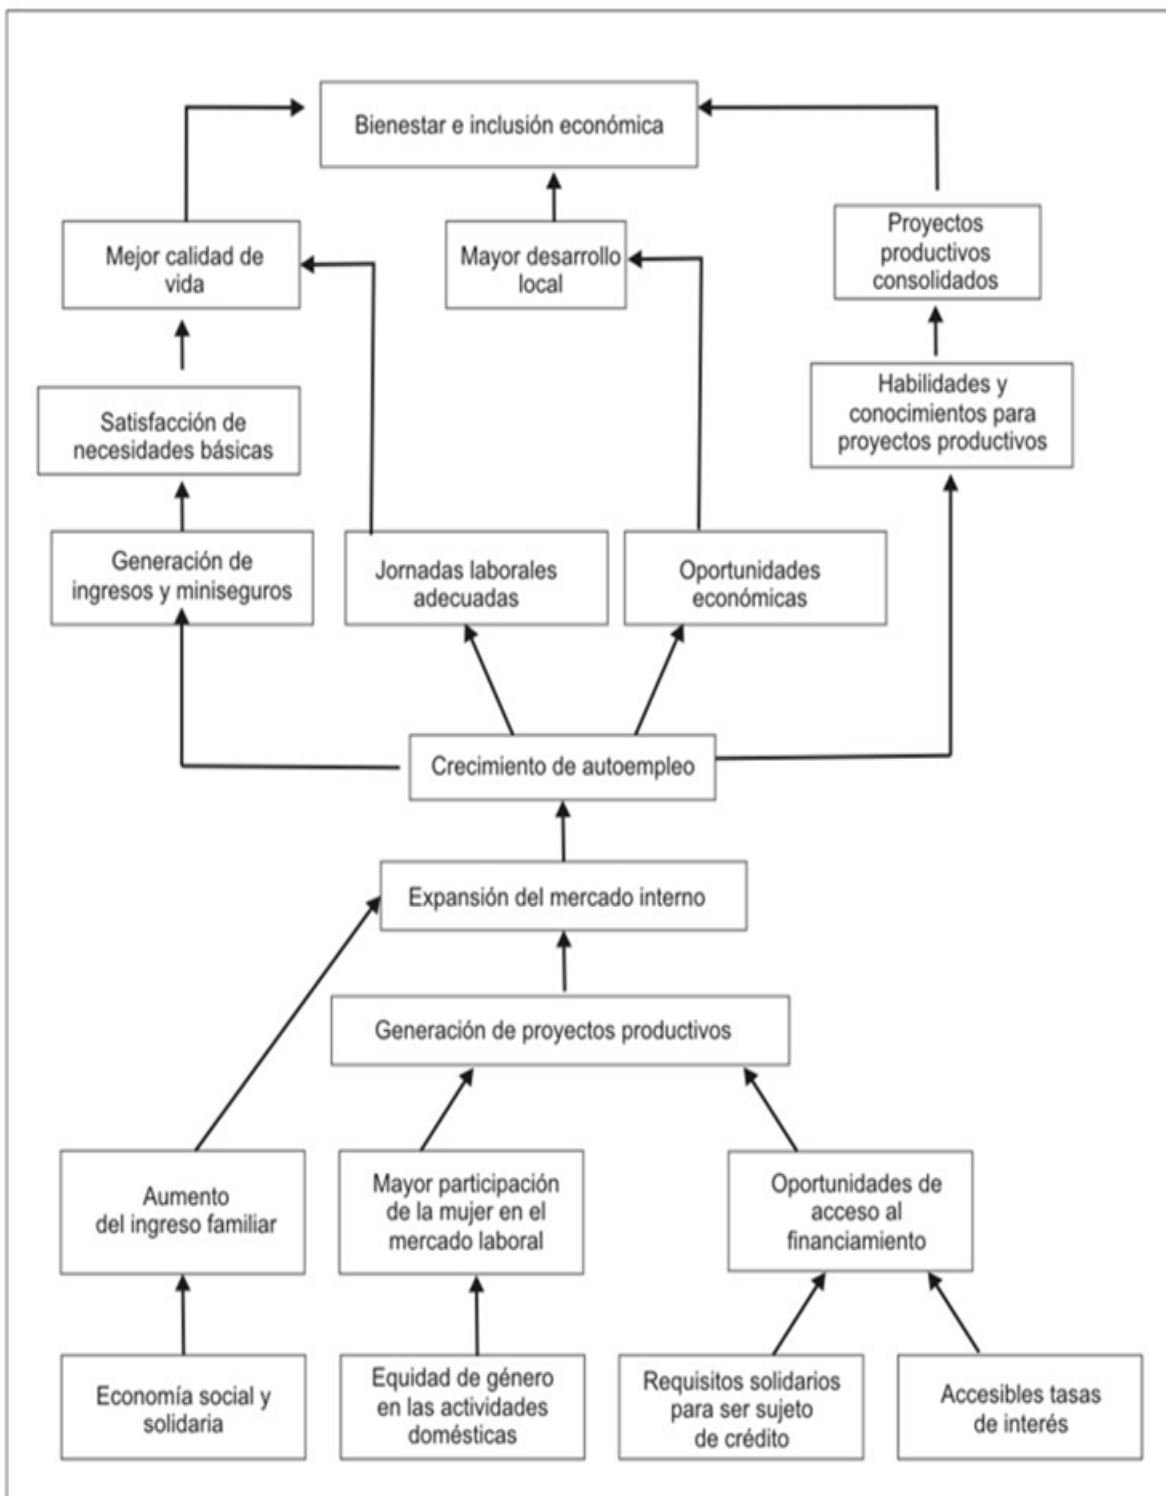 Bienestar e inclusión económica
Mejor calidad de
vida
Mayor desarrollo
local
Proyectos
productivos
consolidados
Satisfacción de
necesidades básicas
Habilidades y
conocimientos para
proyectos productivos
Generación de
ingresos y miniseguros
Jornadas laborales
adecuadas
Oportunidades
económicas
Crecimiento de autoempleo
Expansión del mercado interno
Generación de proyectos productivos
Aumento
del ingreso familiar
Mayor participación
de la mujer en el
mercado laboral
Oportunidades de
acceso al
financiamiento
Economía social y
solidaria
Equidad de género
en las actividades
domésticas
Requisitos solidarios
para ser sujeto
de crédito
Accesibles tasas
de interés